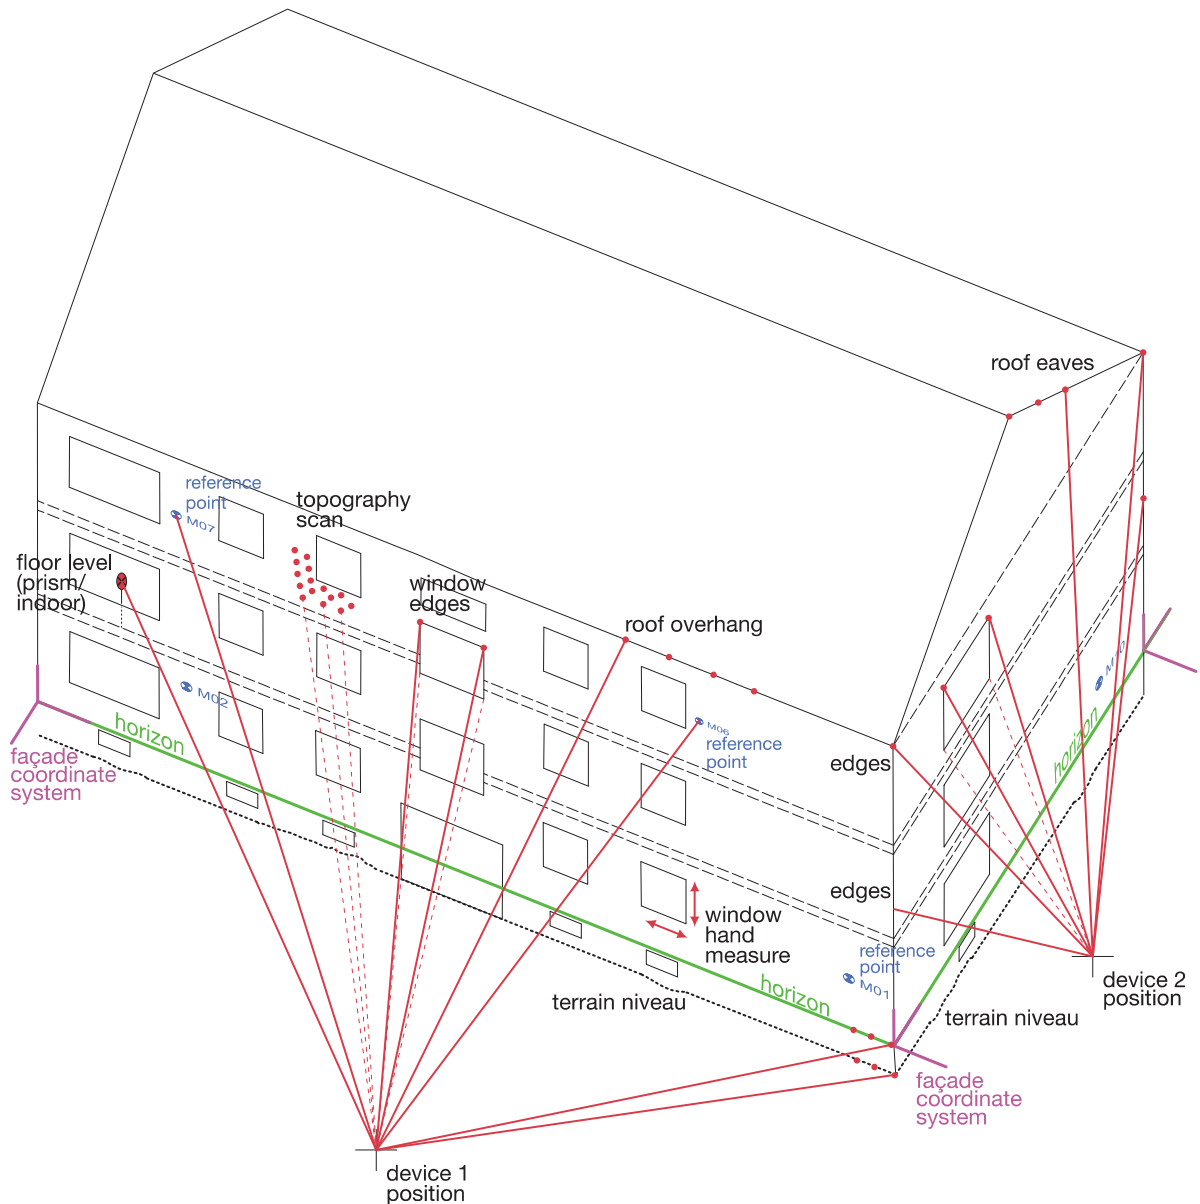 roof eaves
reference
point
M07
topography
scan
floor level
(prism/
indoor)
window
edges
roof overhang
M02
M06
reference
point
M10
horizon
horizon
façade
coordinate
system
edges
edges
window
hand
measure
reference
point
M01
horizon
terrain niveau
terrain niveau
device 2
position
façade
coordinate
system
device 1
position